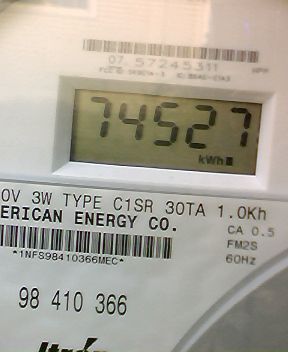 07 57245311
74527
kWh
0V 3W TYPE C1SR 30TA 1.0Kh
ERICAN ENERGY CO. CA 0.5
FM2S
*1NFS98410366MEC* 60Hz
98 410 366
Itrón